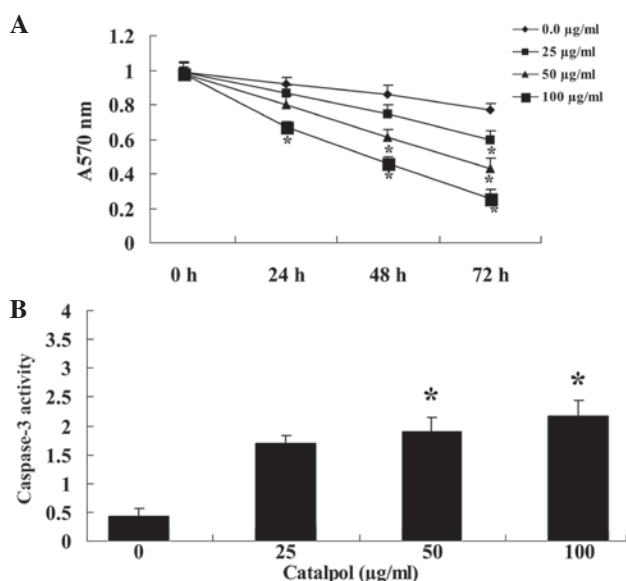 A
0.0 µg/ml
25 µg/ml
50 µg/ml
100 µg/ml
A570 nm
1.2
1
0.8
0.6
0.4
0.2
0
* * * * * *
0 h 24 h 48 h 72 h
B
Caspase-3 activity
4
3.5
3
2.5
2
1.5
1
0.5
0
* *
0 25 50 100
Catalpol (µg/ml)